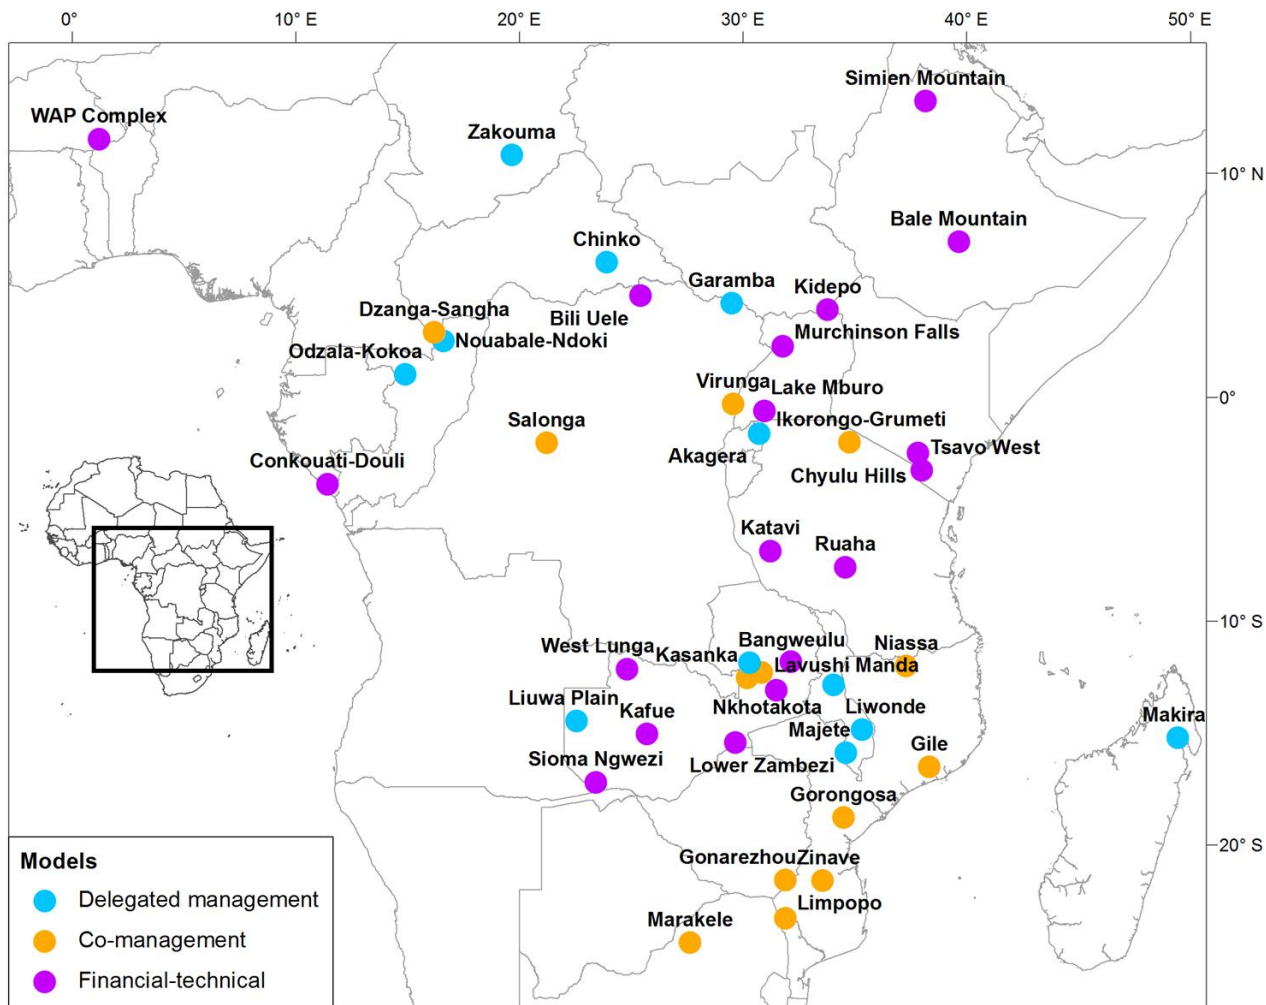 0°
10° E
20° E
30° E
40° E
50° E
Simien Mountain
WAP Complex
Zakouma
10° N
Bale Mountain
Chinko
Garamba
Kidepo
Dzanga-Sangha
Bili Uele
Murchinson Falls
Nouabale-Ndoki
Odzala-Kokoa
Virunga
Lake Mburo
0°
Salonga
Ikorongo-Grumeti
Akagera
Tsavo West
Conkouati-Douli
Chyulu Hills
Katavi
Ruaha
10° S
West Lunga
Kasanka
Bangweulu
Niassa
Lavushi Manda
Liuwa Plain
Kafue
Nkhotakota
Liwonde
Makira
Majete
Sioma Ngwezi
Lower Zambezi
Gile
Gorongosa
20° S
Gonarezhou
Zinave
Limpopo
Marakele
Models
Delegated management
Co-management
Financial-technical